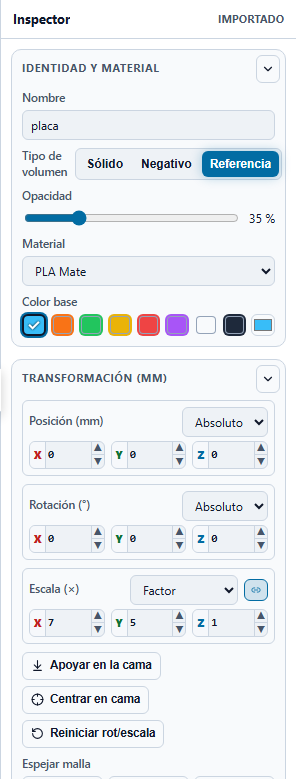 Inspector IMPORTADO
IDENTIDAD Y MATERIAL
Nombre
placa
Tipo de
volumen
Sólido Negativo Referencia
Opacidad
35 %
Material
PLA Mate
Color base
TRANSFORMACIÓN (MM)
Posición (mm) Absoluto
X 0 Y 0 Z 0
Rotación (°) Absoluto
X 0 Y 0 Z 0
Escala (×) Factor
X 7 Y 5 Z 1
Apoyar en la cama
Centrar en cama
Reiniciar rot/escala
Espejar malla